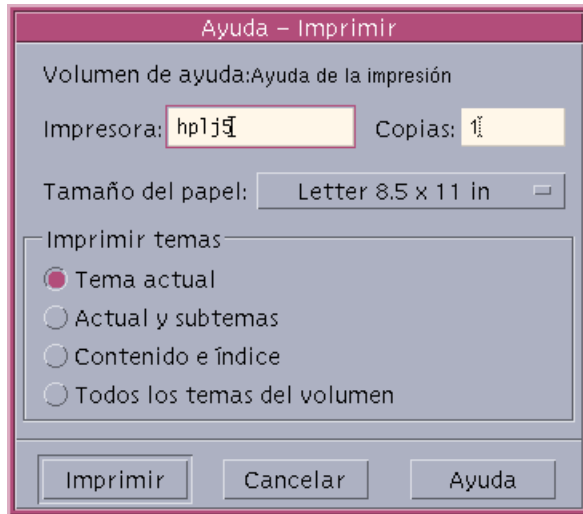 Ayuda – Imprimir
Volumen de ayuda:Ayuda de la impresión
Impresora: hplj5 Copias: 1
Tamaño del papel: Letter 8.5 x 11 in
Imprimir temas
Tema actual
Actual y subtemas
Contenido e índice
Todos los temas del volumen
Imprimir Cancelar Ayuda